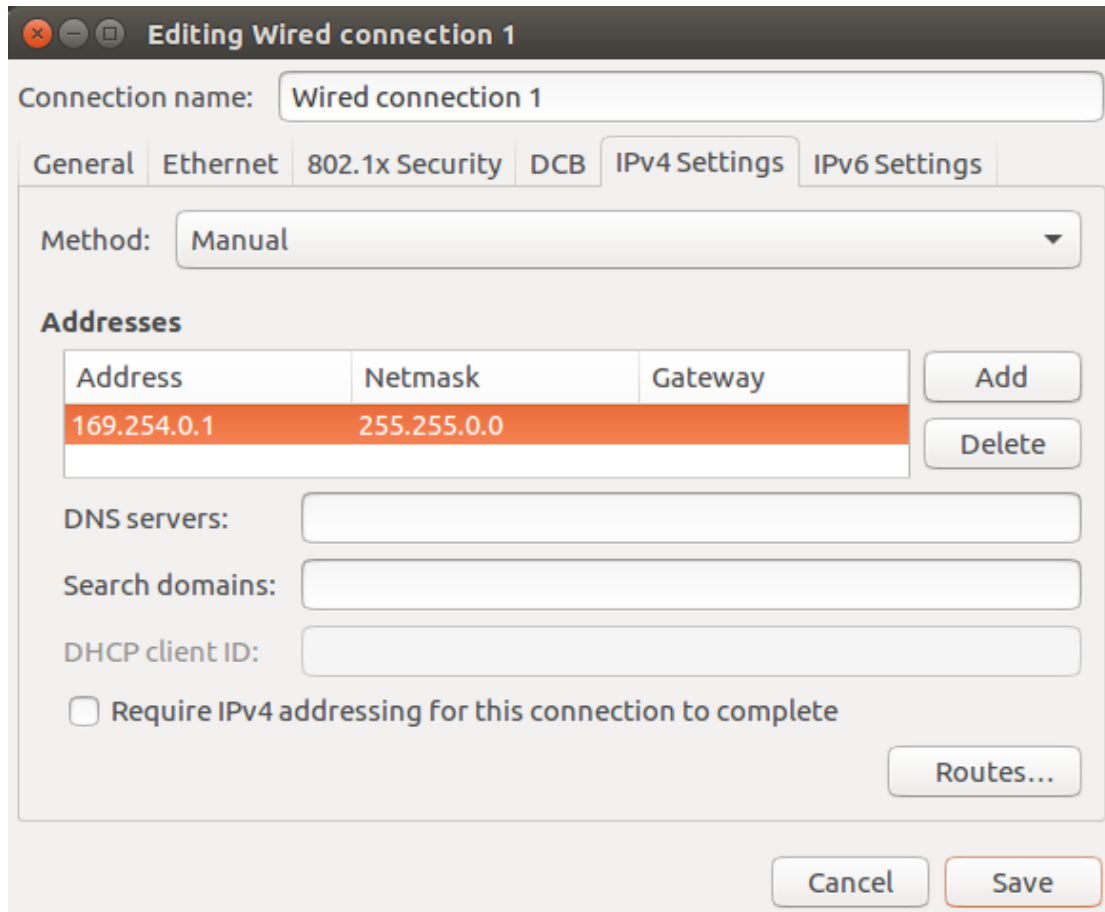 Editing Wired connection 1
Connection name: Wired connection 1
General Ethernet 802.1x Security DCB IPv4 Settings IPv6 Settings
Method: Manual
Addresses
Address Netmask Gateway Add
169.254.0.1 255.255.0.0
Delete
DNS servers:
Search domains:
DHCP client ID:
Require IPv4 addressing for this connection to complete
Routes...
Cancel Save